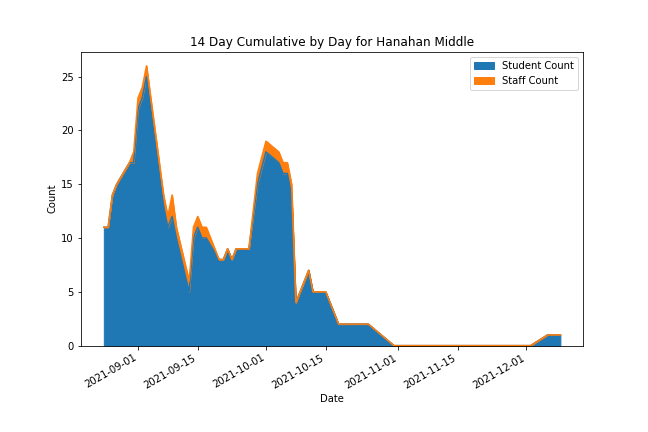 14 Day Cumulative by Day for Hanahan Middle
Student Count
Staff Count
Count
25
20
15
10
5
0
2021-09-01
2021-09-15
2021-10-01
2021-10-15
2021-11-01
2021-11-15
2021-12-01
Date